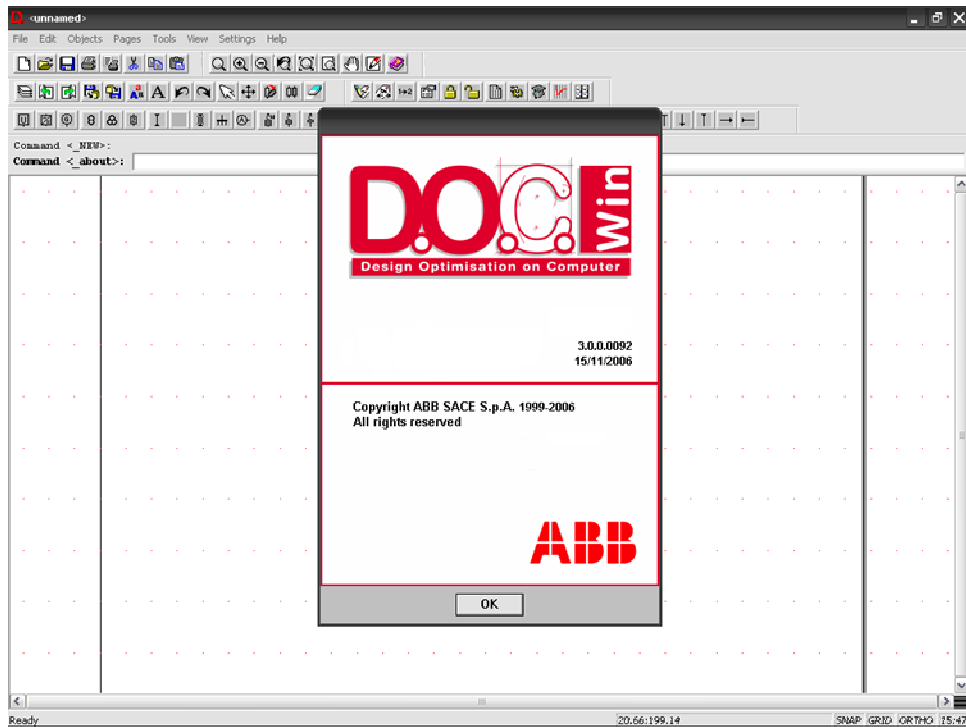 <unnamed>
File Edit Objects Pages Tools View Settings Help
Command <_NEW>:
Command <_about>:
D.O.C. Win
Design Optimisation on Computer
3.0.0.0092
15/11/2006
Copyright ABB SACE S.p.A. 1999-2006
All rights reserved
ABB
OK
Ready 20.66:199.14 SNAP GRID ORTHO 15:47